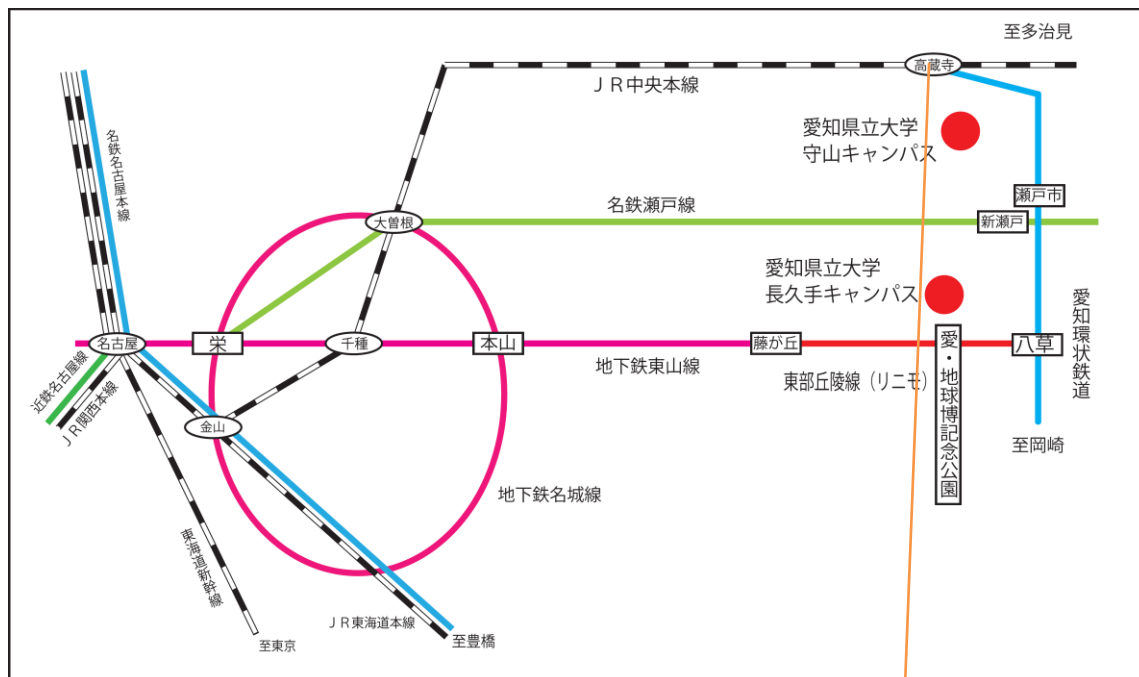 至多治見
高蔵寺
ＪＲ中央本線
愛知県立大学
守山キャンパス
名鉄名古屋本線
瀬戸市
名鉄瀬戸線
大曽根
新瀬戸
愛知県立大学
長久手キャンパス
愛知環状鉄道
名古屋
栄
千種
本山
藤が丘
八草
地下鉄東山線
東部丘陵線（リニモ）
愛・地球博記念公園
近鉄名古屋線
ＪＲ関西本線
金山
至岡崎
地下鉄名城線
東海道新幹線
ＪＲ東海道本線
至東京
至豊橋